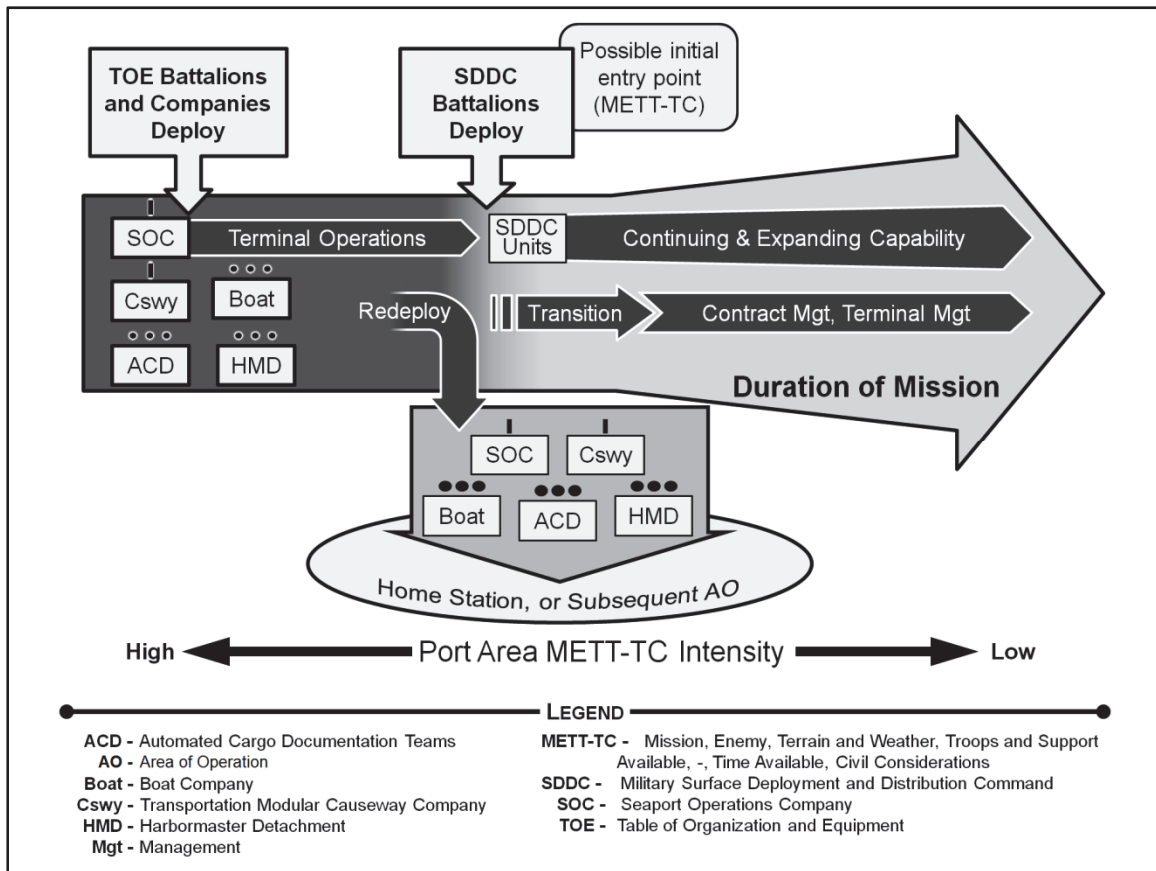 TOE Battalions
and Companies
Deploy
SDDC
Battalions
Deploy
Possible initial
entry point
(METT-TC)
SOC
Terminal Operations
SDDC
Units
Continuing & Expanding Capability
Cswy
Boat
Redeploy
Transition
Contract Mgt, Terminal Mgt
ACD
HMD
Duration of Mission
SOC
Cswy
Boat
ACD
HMD
Home Station, or Subsequent AO
High
Port Area METT-TC Intensity
Low
LEGEND
ACD - Automated Cargo Documentation Teams
AO - Area of Operation
Boat - Boat Company
Cswy - Transportation Modular Causeway Company
HMD - Harbormaster Detachment
Mgt - Management
METT-TC - Mission, Enemy, Terrain and Weather, Troops and Support
Available, -, Time Available, Civil Considerations
SDDC - Military Surface Deployment and Distribution Command
SOC - Seaport Operations Company
TOE - Table of Organization and Equipment